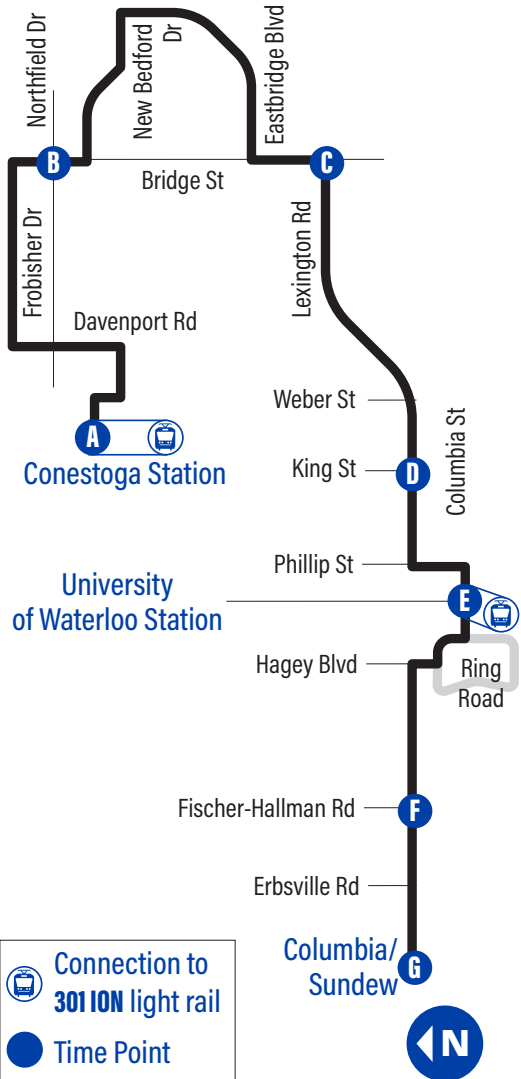 Northfield Dr
New Bedford
Dr
Eastbridge Blvd
B
Bridge St
C
Frobisher Dr
Lexington Rd
Davenport Rd
A
Conestoga Station
Weber St
King St
D
Columbia St
Phillip St
University
of Waterloo Station
E
Hagey Blvd
Ring
Road
Fischer-Hallman Rd
F
Erbsville Rd
Columbia/
Sundew
G
Connection to
301 ION light rail
Time Point
N